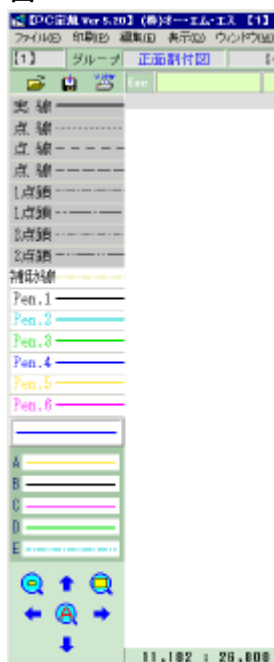 【PC定規 Ver 5.20】 (株)オー・エム・エス 【1】
ファイル(F) 印刷(P) 編集(E) 表示(V) ウィンドウ(W)
【1】 グループ 正面割付図
Esc
実 線
点 線
点 線
点 線
1点鎖
1点鎖
2点鎖
2点鎖
補助線
Pen.1
Pen.2
Pen.3
Pen.4
Pen.5
Pen.6
A
B
C
D
E
A
11.182 : 26.808